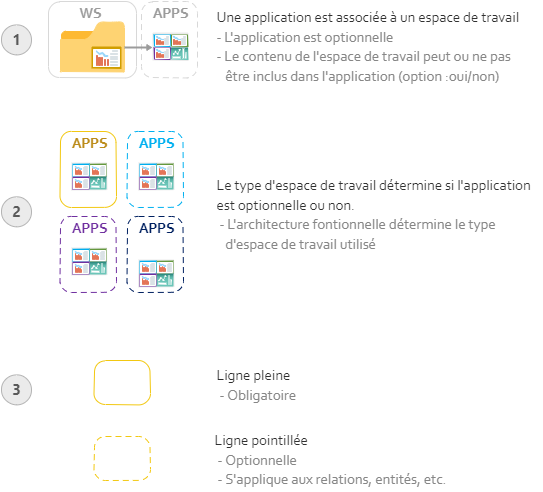 WS
APPS
1
Une application est associée à un espace de travail
- L'application est optionnelle
- Le contenu de l'espace de travail peut ou ne pas
être inclus dans l'application (option :oui/non)
APPS
APPS
2
APPS
APPS
Le type d'espace de travail détermine si l'application
est optionnelle ou non.
- L'architecture fontionnelle détermine le type
d'espace de travail utilisé
3
Ligne pleine
- Obligatoire
Ligne pointillée
- Optionnelle
- S'applique aux relations, entités, etc.